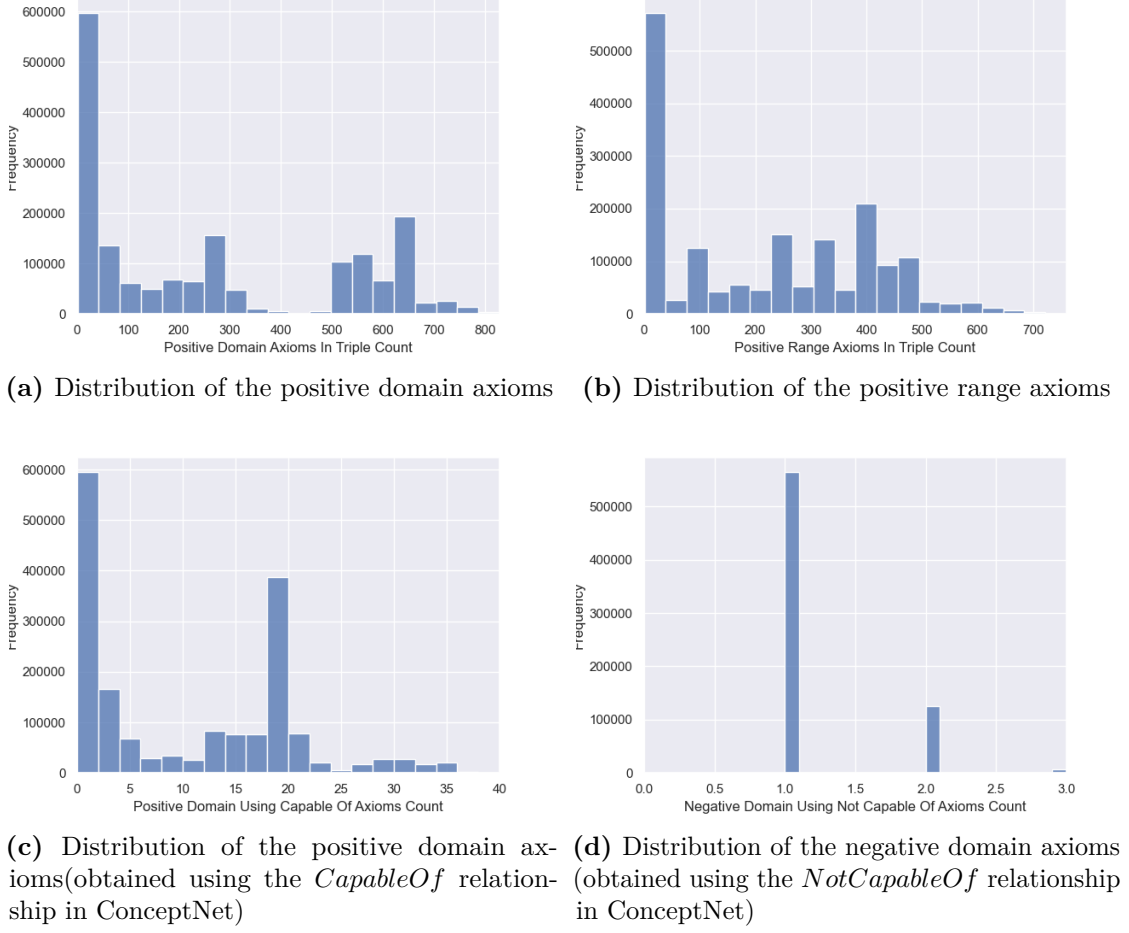 600000
500000
400000
300000
200000
100000
0
Frequency
0 100 200 300 400 500 600 700 800
Positive Domain Axioms In Triple Count
500000
400000
300000
200000
100000
0
Frequency
0 100 200 300 400 500 600 700
Positive Range Axioms In Triple Count
(a) Distribution of the positive domain axioms
(b) Distribution of the positive range axioms
600000
500000
400000
300000
200000
100000
0
Frequency
0 5 10 15 20 25 30 35 40
Positive Domain Using Capable Of Axioms Count
500000
400000
300000
200000
100000
0
Frequency
0.0 0.5 1.0 1.5 2.0 2.5 3.0
Negative Domain Using Not Capable Of Axioms Count
(c) Distribution of the positive domain ax-
ioms(obtained using the CapableOf relation-
ship in ConceptNet)
(d) Distribution of the negative domain axioms
(obtained using the NotCapableOf relationship
in ConceptNet)